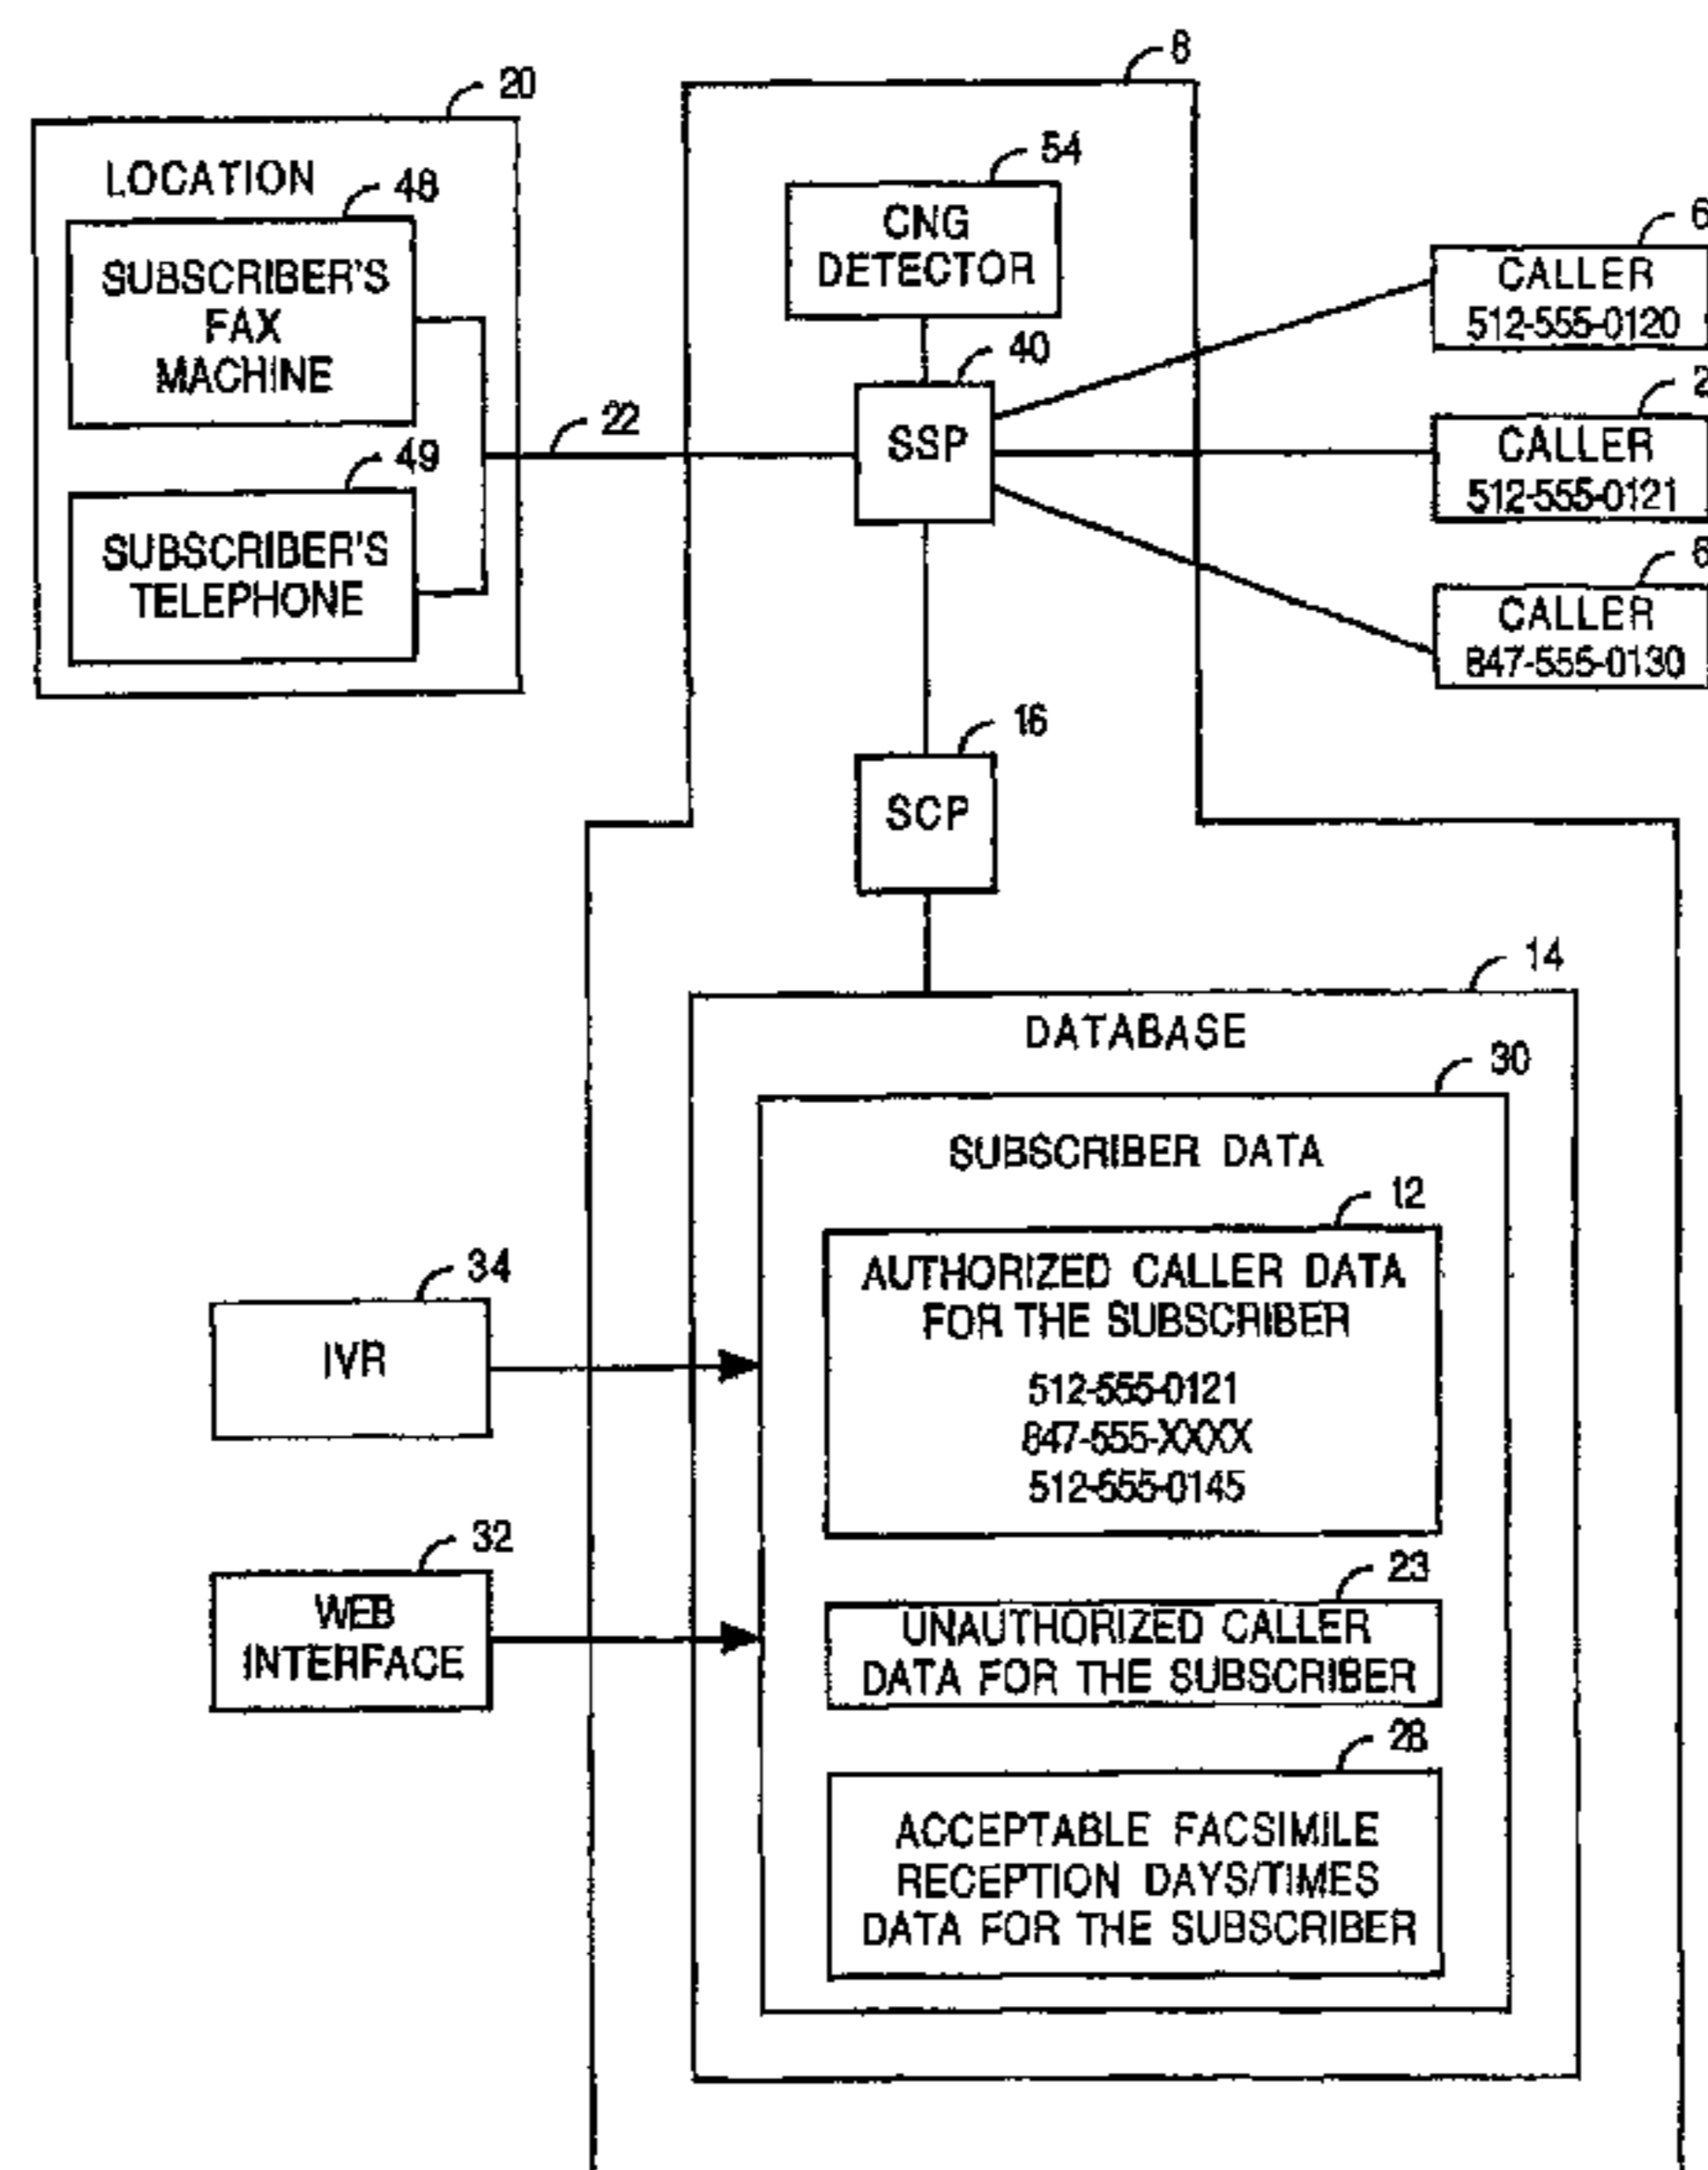 8
20
LOCATION
48
SUBSCRIBER'S
FAX
MACHINE
49
SUBSCRIBER'S
TELEPHONE
22
54
CNG
DETECTOR
40
SSP
CALLER
512-555-0120
CALLER
512-555-0121
CALLER
847-555-0130
16
SCP
14
DATABASE
30
SUBSCRIBER DATA
12
AUTHORIZED CALLER DATA
FOR THE SUBSCRIBER
512-555-0121
847-555-XXXX
512-555-0145
34
IVR
32
WEB
INTERFACE
23
UNAUTHORIZED CALLER
DATA FOR THE SUBSCRIBER
28
ACCEPTABLE FACSIMILE
RECEPTION DAYS/TIMES
DATA FOR THE SUBSCRIBER